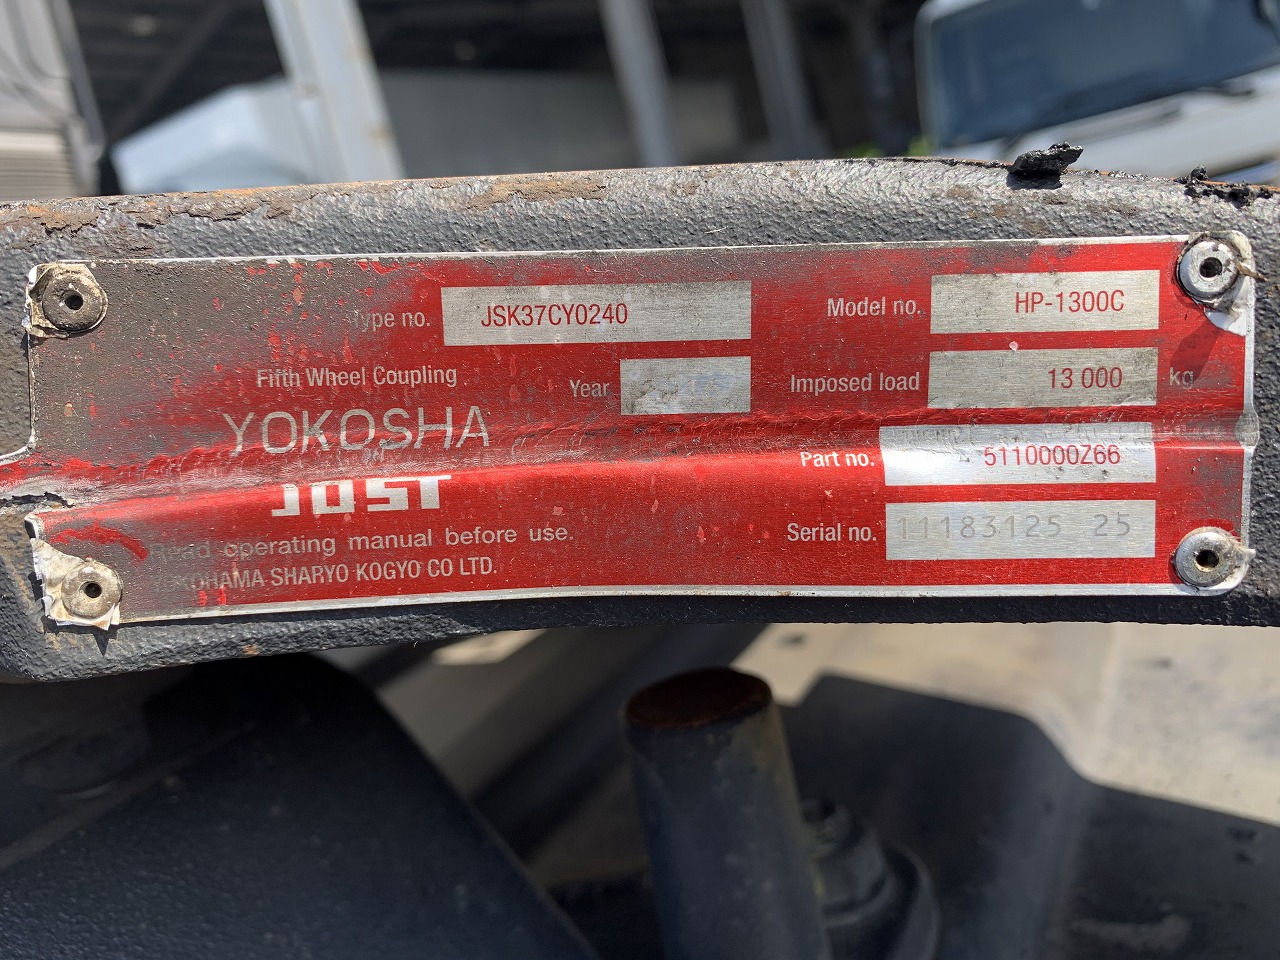 Type no. JSK37CY0240 Model no. HP-1300C
Fifth Wheel Coupling Year Imposed load 13 000 kg
YOKOSHA
JOST Part no. 5110000Z66
Read operating manual before use. Serial no. 11183125 25
YOKOHAMA SHARYO KOGYO CO LTD.